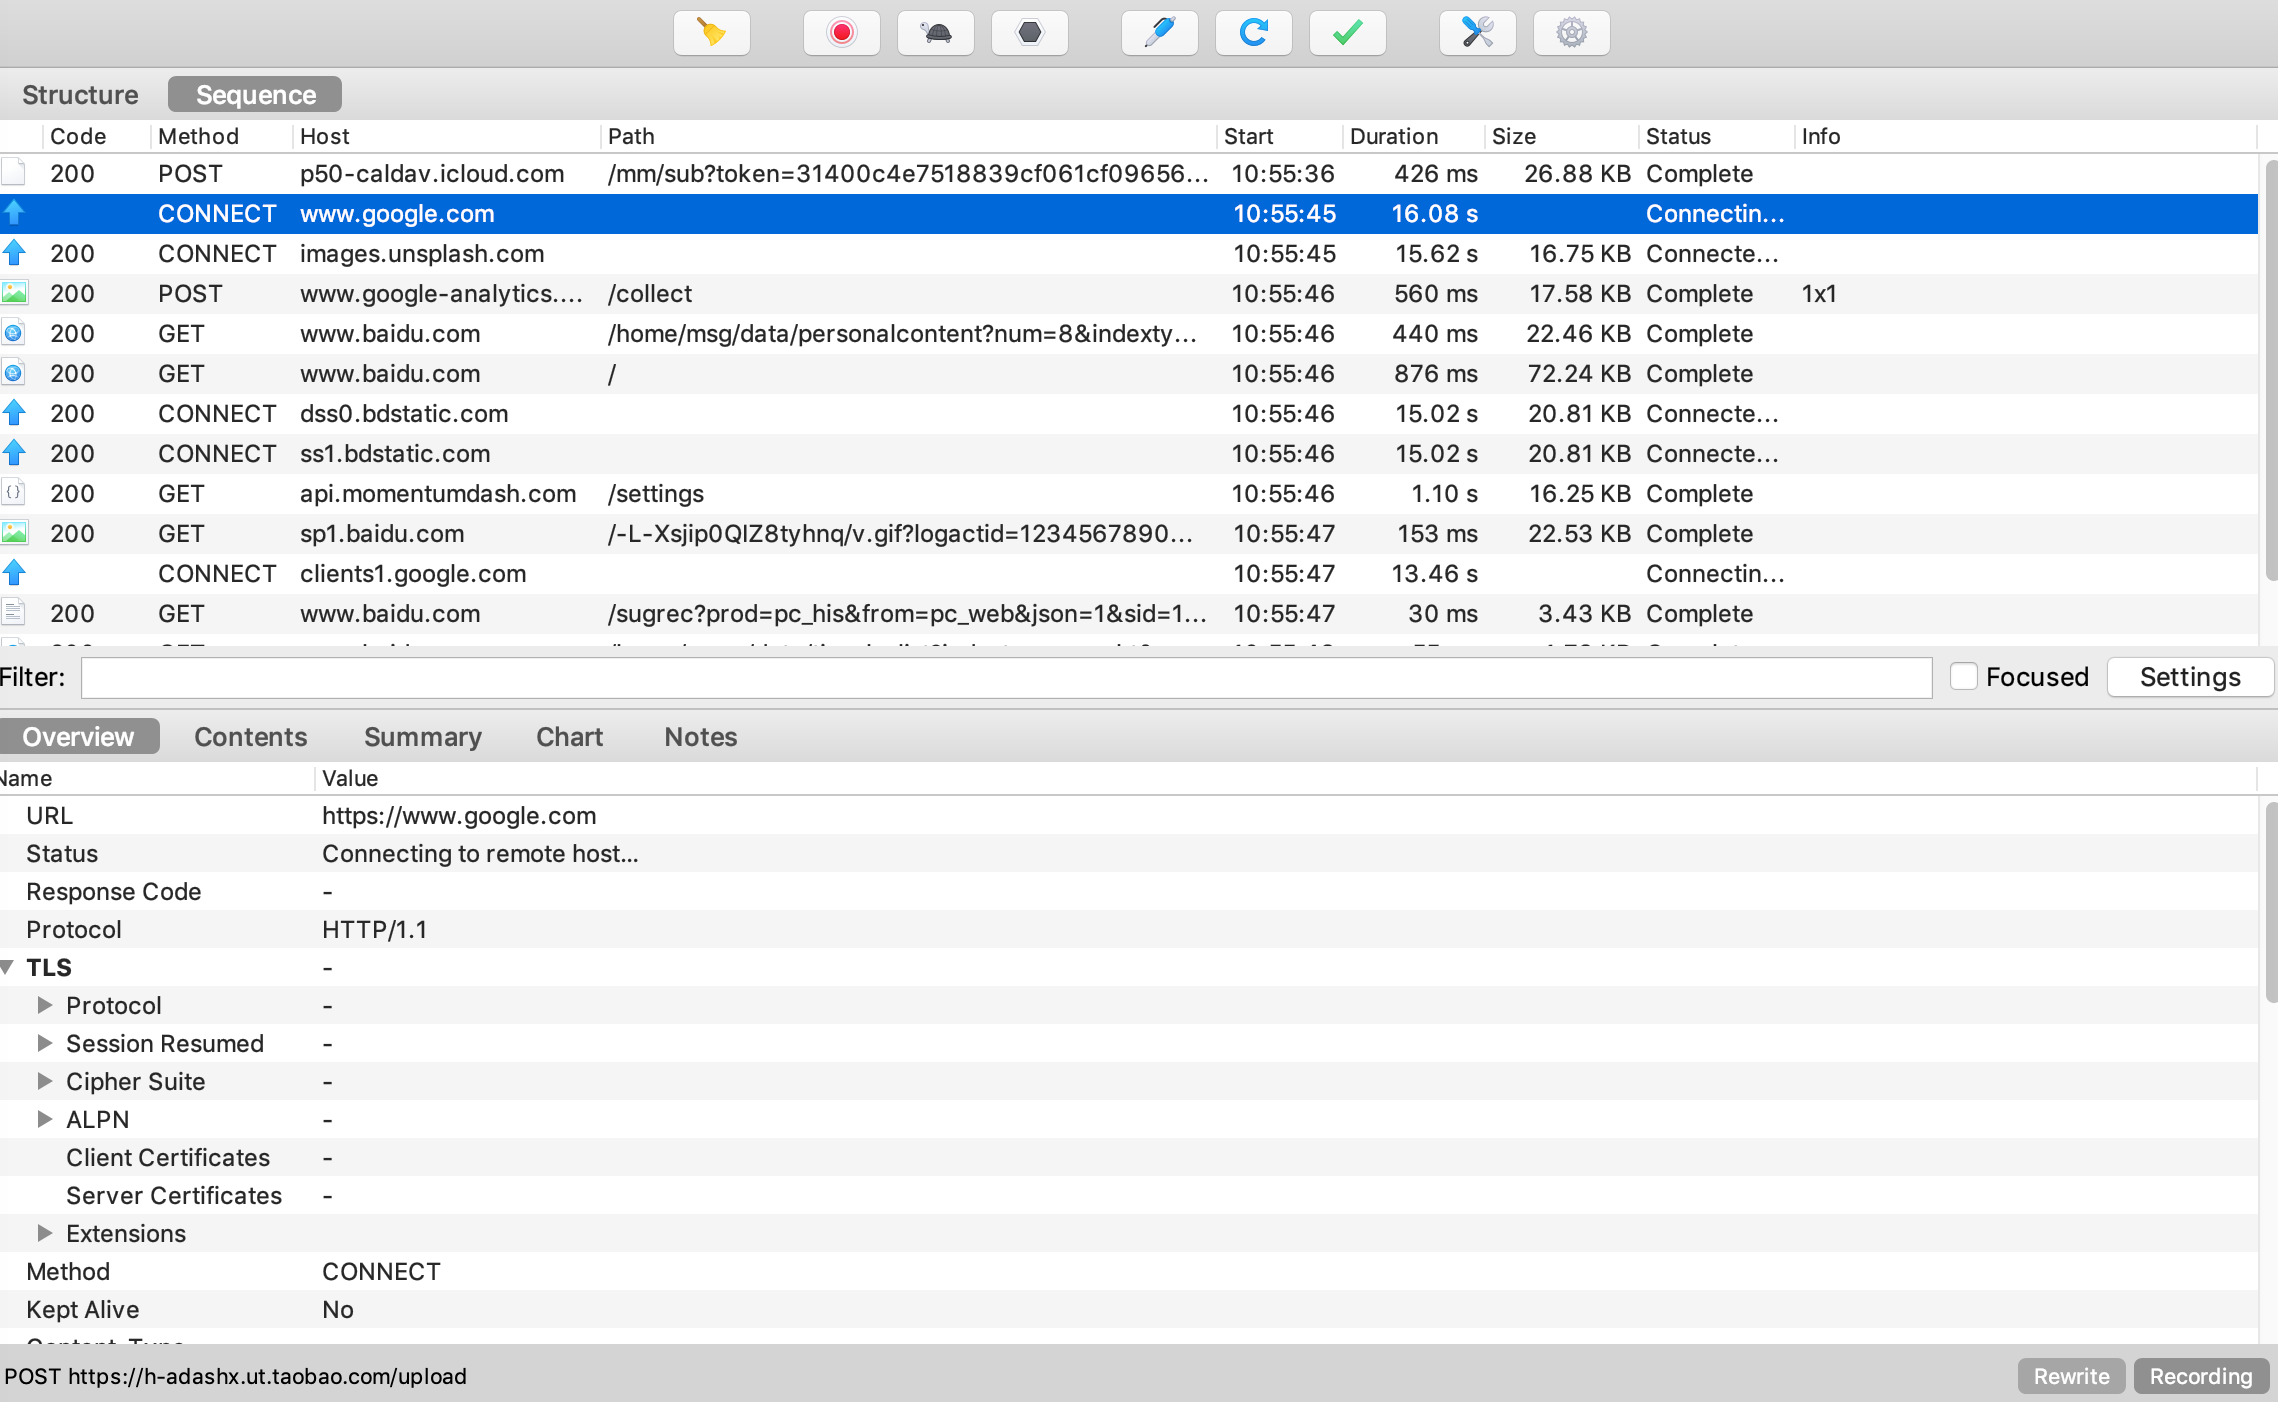 Structure Sequence
Code Method Host Path Start Duration Size Status Info
200 POST p50-caldav.icloud.com /mm/sub?token=31400c4e7518839cf061cf09656... 10:55:36 426 ms 26.88 KB Complete
CONNECT www.google.com 10:55:45 16.08 s Connectin...
200 CONNECT images.unsplash.com 10:55:45 15.62 s 16.75 KB Connecte...
200 POST www.google-analytics.... /collect 10:55:46 560 ms 17.58 KB Complete 1x1
200 GET www.baidu.com /home/msg/data/personalcontent?num=8&indexty... 10:55:46 440 ms 22.46 KB Complete
200 GET www.baidu.com / 10:55:46 876 ms 72.24 KB Complete
200 CONNECT dss0.bdstatic.com 10:55:46 15.02 s 20.81 KB Connecte...
200 CONNECT ss1.bdstatic.com 10:55:46 15.02 s 20.81 KB Connecte...
200 GET api.momentumdash.com /settings 10:55:46 1.10 s 16.25 KB Complete
200 GET sp1.baidu.com /-L-Xsjip0QIZ8tyhnq/v.gif?logactid=1234567890... 10:55:47 153 ms 22.53 KB Complete
CONNECT clients1.google.com 10:55:47 13.46 s Connectin...
200 GET www.baidu.com /sugrec?prod=pc_his&from=pc_web&json=1&sid=1... 10:55:47 30 ms 3.43 KB Complete
Filter: Focused Settings
Overview Contents Summary Chart Notes
Name Value
URL https://www.google.com
Status Connecting to remote host...
Response Code -
Protocol HTTP/1.1
TLS -
Protocol -
Session Resumed -
Cipher Suite -
ALPN -
Client Certificates -
Server Certificates -
Extensions
Method CONNECT
Kept Alive No
POST https://h-adashx.ut.taobao.com/upload Rewrite Recording